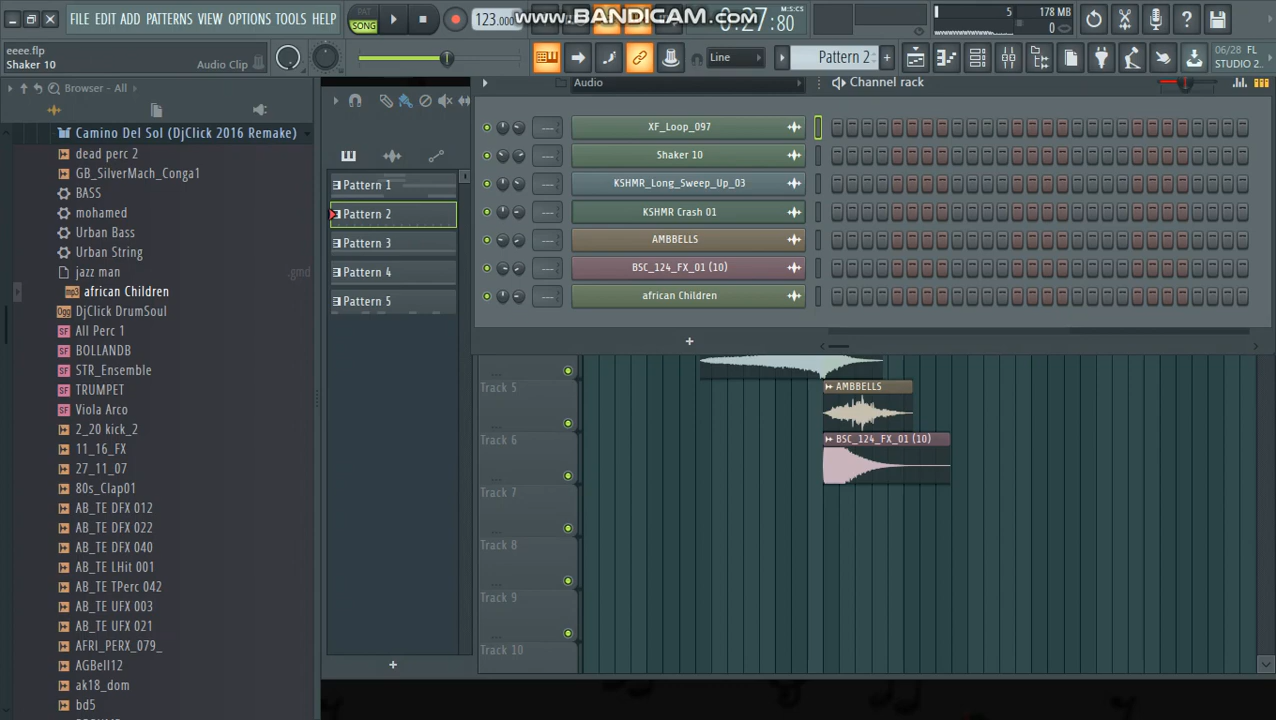 FILE EDIT ADD PATTERNS VIEW OPTIONS TOOLS HELP
PAT
SONG
123.000
www.BANDICAM.com
M:S:CS
0:27:80
5
178 MB
0
eeee.flp
Shaker 10
Audio Clip
Line
Pattern 2
06/28 FL
STUDIO 2..
Browser - All
Audio
Channel rack
Camino Del Sol (DjClick 2016 Remake)
dead perc 2
GB_SilverMach_Conga1
BASS
mohamed
Urban Bass
Urban String
jazz man
.gmd
african Children
DjClick DrumSoul
All Perc 1
BOLLANDB
STR_Ensemble
TRUMPET
Viola Arco
2_20 kick_2
11_16_FX
27_11_07
80s_Clap01
AB_TE DFX 012
AB_TE DFX 022
AB_TE DFX 040
AB_TE LHit 001
AB_TE TPerc 042
AB_TE UFX 003
AB_TE UFX 021
AFRI_PERX_079_
AGBell12
ak18_dom
bd5
Pattern 1
Pattern 2
Pattern 3
Pattern 4
Pattern 5
XF_Loop_097
Shaker 10
KSHMR_Long_Sweep_Up_03
KSHMR Crash 01
AMBBELLS
BSC_124_FX_01 (10)
african Children
Track 5
AMBBELLS
Track 6
BSC_124_FX_01 (10)
Track 7
Track 8
Track 9
Track 10